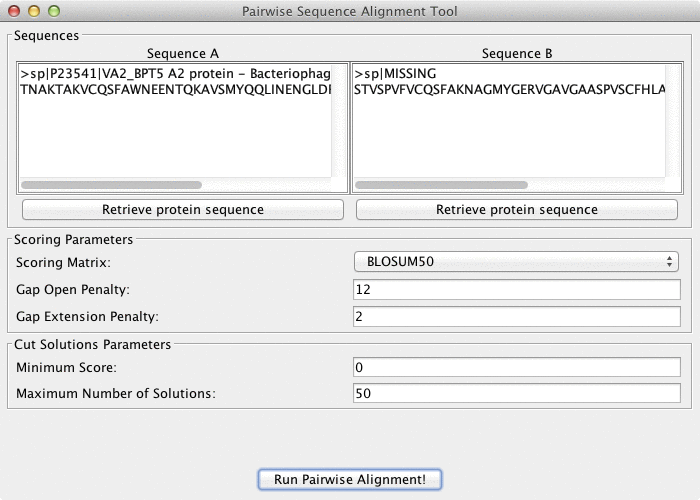 Pairwise Sequence Alignment Tool
Sequences
Sequence A
Sequence B
>sp|P23541|VA2_BPT5 A2 protein – Bacteriophag
TNAKTAKVCQSFAWNEENTQKAVSMYQQLINENGLDF
>sp|MISSING
STVSPVFVCQSFAKNAGMYGERVGAVGAASPVSCFHLA
Retrieve protein sequence
Retrieve protein sequence
Scoring Parameters
Scoring Matrix:
BLOSUM50
Gap Open Penalty:
12
Gap Extension Penalty:
2
Cut Solutions Parameters
Minimum Score:
0
Maximum Number of Solutions:
50
Run Pairwise Alignment!